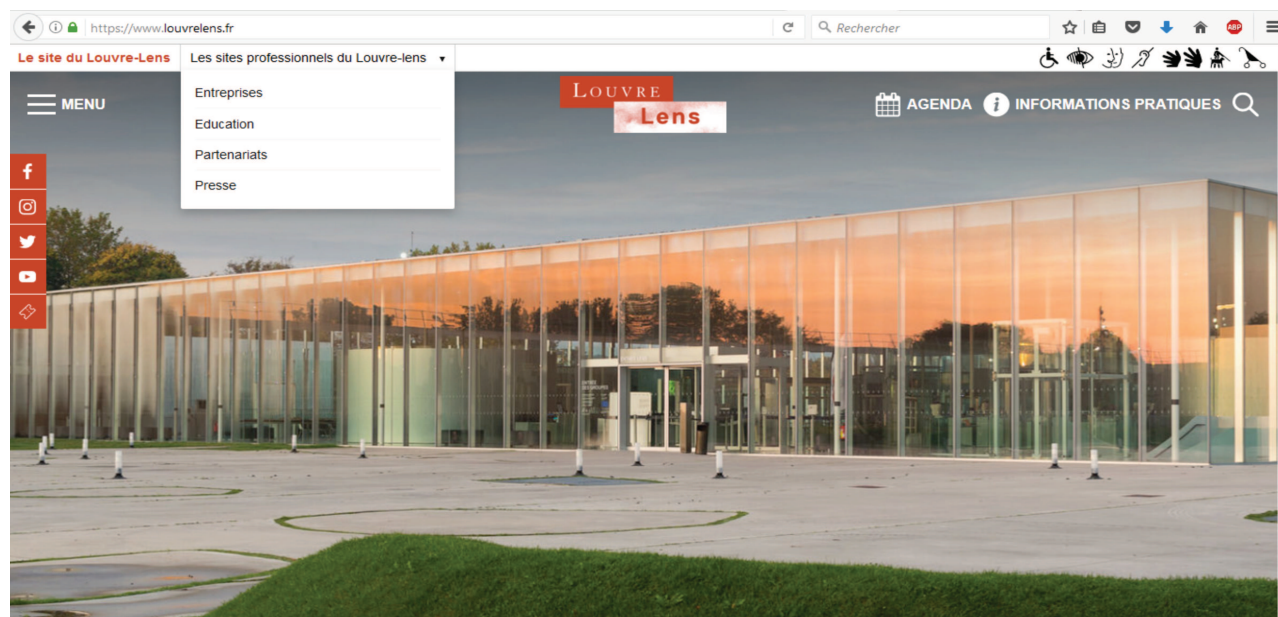 https://www.louvrelens.fr
Rechercher
ABP
Le site du Louvre-Lens
Les sites professionnels du Louvre-lens
MENU
Entreprises
Education
Partenariats
Presse
LOUVRE
Lens
AGENDA
INFORMATIONS PRATIQUES